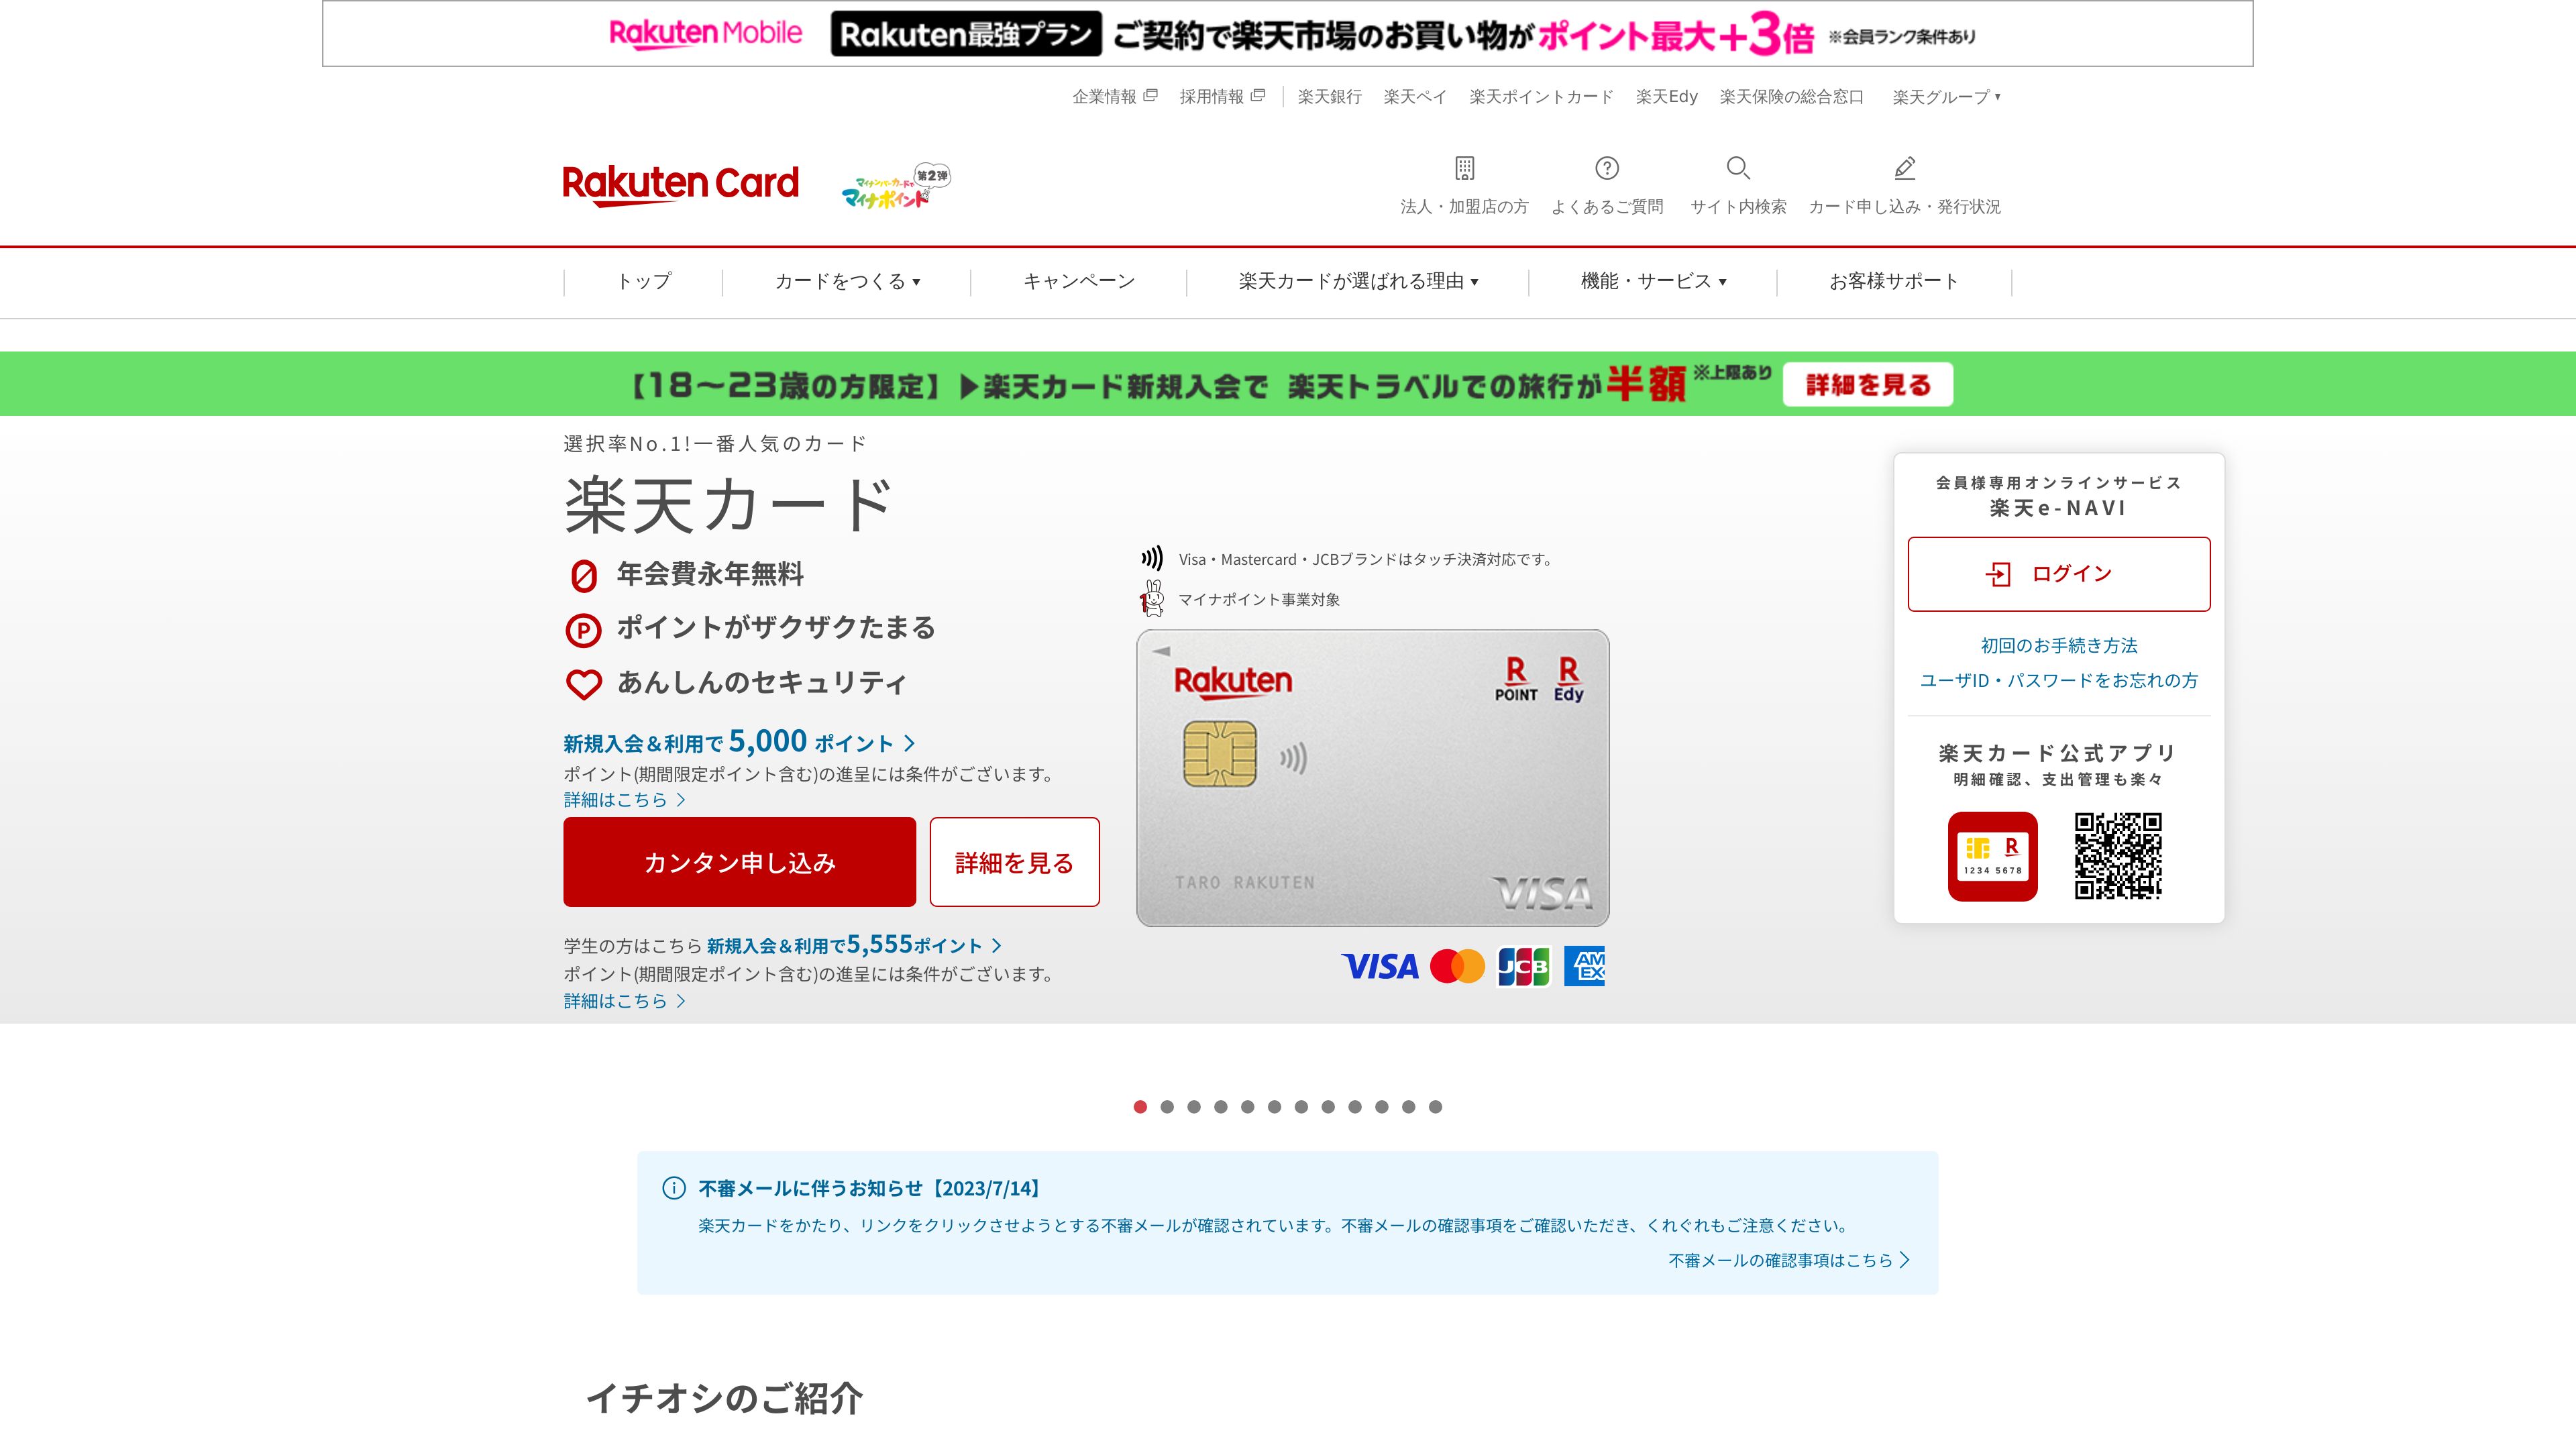 Rakuten Mobile Rakuten最強プラン ご契約で楽天市場のお買い物がポイント最大+3倍 ※会員ランク条件あり
企業情報 採用情報 楽天銀行 楽天ペイ 楽天ポイントカード 楽天Edy 楽天保険の総合窓口 楽天グループ
Rakuten Card
マイナンバーカードで マイナポイント 第2弾
法人・加盟店の方 よくあるご質問 サイト内検索 カード申し込み・発行状況
トップ カードをつくる キャンペーン 楽天カードが選ばれる理由 機能・サービス お客様サポート
【18～23歳の方限定】▶楽天カード新規入会で 楽天トラベルでの旅行が半額 ※上限あり 詳細を見る
選択率No.1!一番人気のカード
楽天カード
年会費永年無料
ポイントがザクザクたまる
あんしんのセキュリティ
新規入会&利用で 5,000 ポイント
ポイント(期間限定ポイント含む)の進呈には条件がございます。
詳細はこちら
カンタン申し込み 詳細を見る
学生の方はこちら 新規入会&利用で5,555ポイント
ポイント(期間限定ポイント含む)の進呈には条件がございます。
詳細はこちら
Visa・Mastercard・JCBブランドはタッチ決済対応です。
マイナポイント事業対象
Rakuten
R POINT R Edy
TARO RAKUTEN
VISA
VISA JCB AMEX
会員様専用オンラインサービス
楽天e-NAVI
ログイン
初回のお手続き方法
ユーザID・パスワードをお忘れの方
楽天カード公式アプリ
明細確認、支出管理も楽々
R
1234 5678
不審メールに伴うお知らせ【2023/7/14】
楽天カードをかたり、リンクをクリックさせようとする不審メールが確認されています。不審メールの確認事項をご確認いただき、くれぐれもご注意ください。
不審メールの確認事項はこちら
イチオシのご紹介